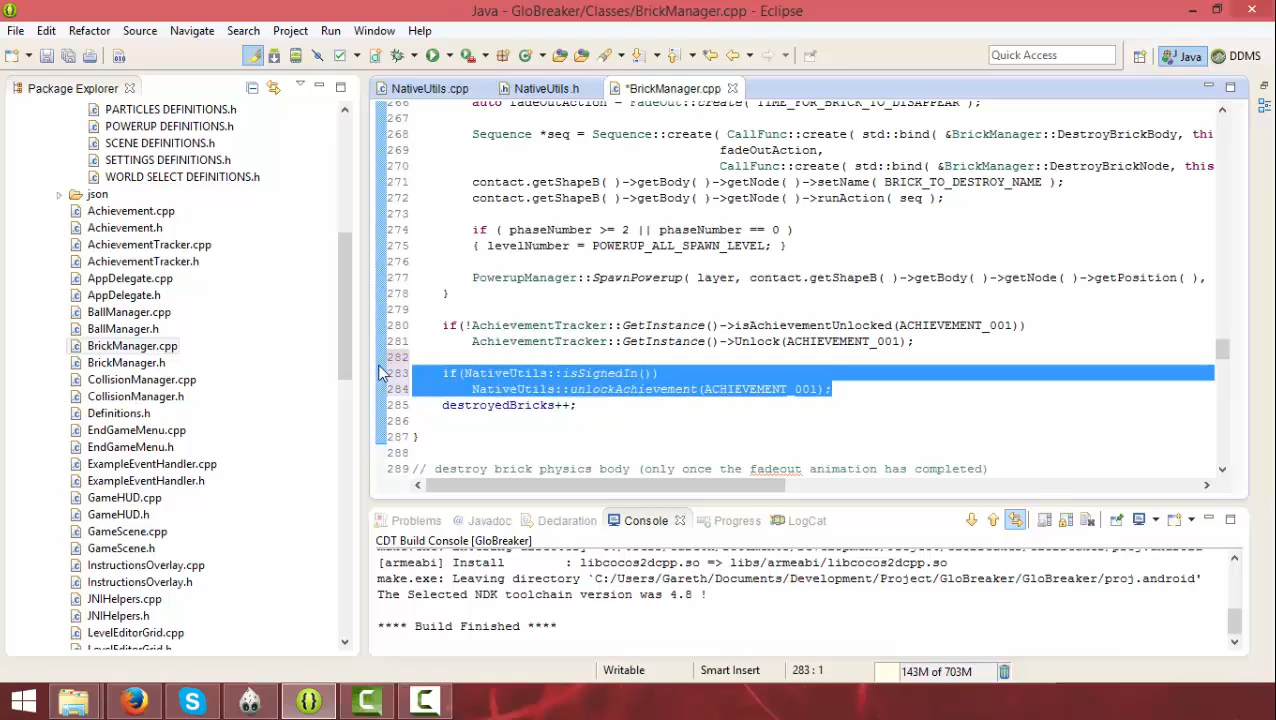 Java - GloBreaker/Classes/BrickManager.cpp - Eclipse
File Edit Refactor Source Navigate Search Project Run Window Help
Quick Access
Java
DDMS
Package Explorer
PARTICLES DEFINITIONS.h
POWERUP DEFINITIONS.h
SCENE DEFINITIONS.h
SETTINGS DEFINITIONS.h
WORLD SELECT DEFINITIONS.h
json
Achievement.cpp
Achievement.h
AchievementTracker.cpp
AchievementTracker.h
AppDelegate.cpp
AppDelegate.h
BallManager.cpp
BallManager.h
BrickManager.cpp
BrickManager.h
CollisionManager.cpp
CollisionManager.h
Definitions.h
EndGameMenu.cpp
EndGameMenu.h
ExampleEventHandler.cpp
ExampleEventHandler.h
GameHUD.cpp
GameHUD.h
GameScene.cpp
GameScene.h
InstructionsOverlay.cpp
InstructionsOverlay.h
JNIHelpers.cpp
JNIHelpers.h
LevelEditorGrid.cpp
LevelEditorGrid.h
NativeUtils.cpp
NativeUtils.h
*BrickManager.cpp
266 auto fadeOutAction = FadeOut::create( TIME_FOR_BRICK_TO_DISAPPEAR );
267
268 Sequence *seq = Sequence::create( CallFunc::create( std::bind( &BrickManager::DestroyBrickBody, thi
269 fadeOutAction,
270 CallFunc::create( std::bind( &BrickManager::DestroyBrickNode, this
271 contact.getShapeB( )->getBody( )->getNode( )->setName( BRICK_TO_DESTROY_NAME );
272 contact.getShapeB( )->getBody( )->getNode( )->runAction( seq );
273
274 if ( phaseNumber >= 2 || phaseNumber == 0 )
275 { levelNumber = POWERUP_ALL_SPAWN_LEVEL; }
276
277 PowerupManager::SpawnPowerup( layer, contact.getShapeB( )->getBody( )->getNode( )->getPosition( ),
278 }
279
280 if(!AchievementTracker::GetInstance()->isAchievementUnlocked(ACHIEVEMENT_001))
281 AchievementTracker::GetInstance()->Unlock(ACHIEVEMENT_001);
282
283 if(NativeUtils::isSignedIn())
284 NativeUtils::unlockAchievement(ACHIEVEMENT_001);
285 destroyedBricks++;
286
287 }
288
289 // destroy brick physics body (only once the fadeout animation has completed)
Problems @ Javadoc Declaration Console Progress LogCat
CDT Build Console [GloBreaker]
[armeabi] Install : libcocos2dcpp.so => libs/armeabi/libcocos2dcpp.so
make.exe: Leaving directory `C:/Users/Gareth/Documents/Development/Project/GloBreaker/GloBreaker/proj.android'
The Selected NDK toolchain version was 4.8 !
**** Build Finished ****
Writable
Smart Insert
283 : 1
143M of 703M